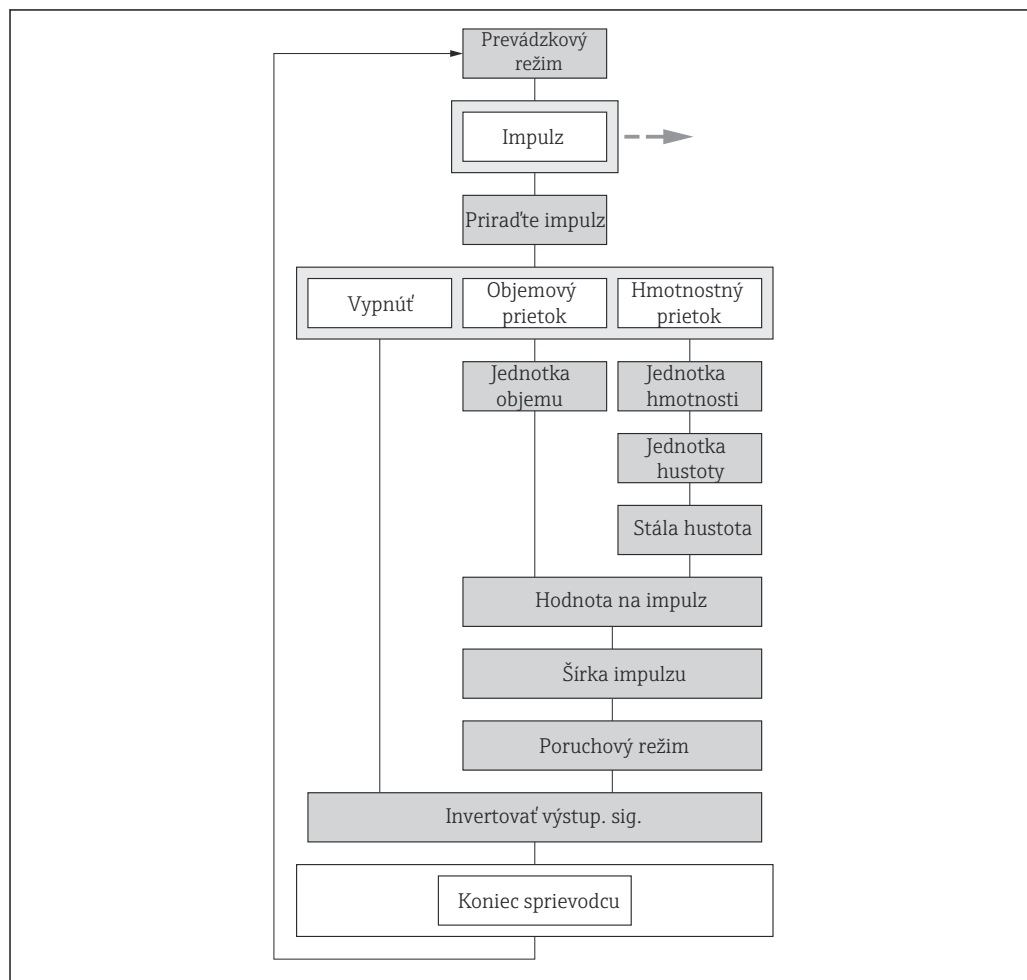 Prevádzkový
režim
Impulz
Priraďte impulz
Vypnúť
Objemový
prietok
Hmotnostný
prietok
Jednotka
objemu
Jednotka
hmotnosti
Jednotka
hustoty
Stála hustota
Hodnota na impulz
Šírka impulzu
Poruchový režim
Invertovať výstup. sig.
Koniec sprievodcu